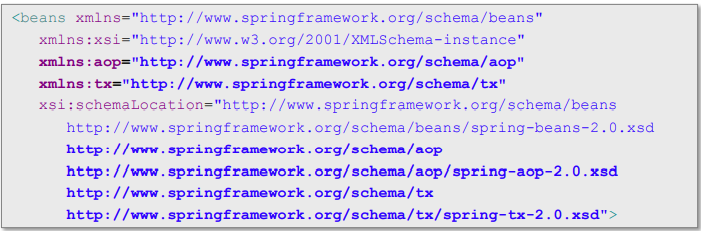 <beans xmlns="http://www.springframework.org/schema/beans"
xmlns:xsi="http://www.w3.org/2001/XMLSchema-instance"
xmlns:aop="http://www.springframework.org/schema/aop"
xmlns:tx="http://www.springframework.org/schema/tx"
xsi:schemaLocation="http://www.springframework.org/schema/beans
http://www.springframework.org/schema/beans/spring-beans-2.0.xsd
http://www.springframework.org/schema/aop
http://www.springframework.org/schema/aop/spring-aop-2.0.xsd
http://www.springframework.org/schema/tx
http://www.springframework.org/schema/tx/spring-tx-2.0.xsd">